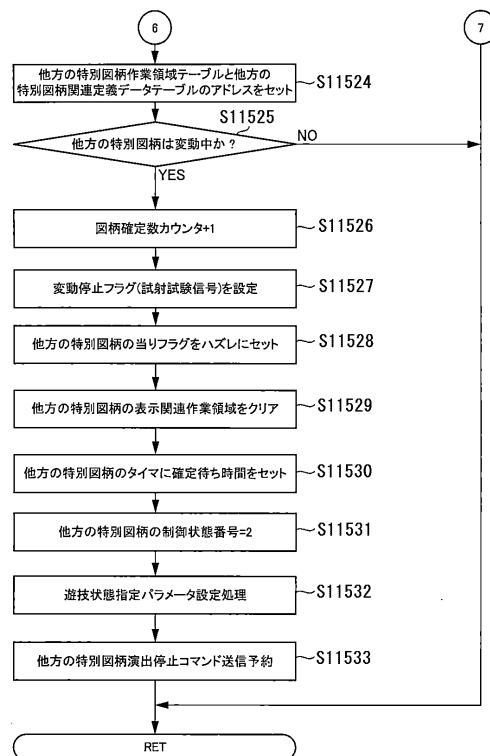 6
7
他方の特別図柄作業領域テーブルと他方の
特別図柄関連定義データテーブルのアドレスをセット
S11524
S11525
他方の特別図柄は変動中か？
NO
YES
図柄確定数カウンタ+1
S11526
変動停止フラグ(試射試験信号)を設定
S11527
他方の特別図柄の当りフラグをハズレにセット
S11528
他方の特別図柄の表示関連作業領域をクリア
S11529
他方の特別図柄のタイマに確定待ち時間をセット
S11530
他方の特別図柄の制御状態番号=2
S11531
遊技状態指定パラメータ設定処理
S11532
他方の特別図柄演出停止コマンド送信予約
S11533
RET